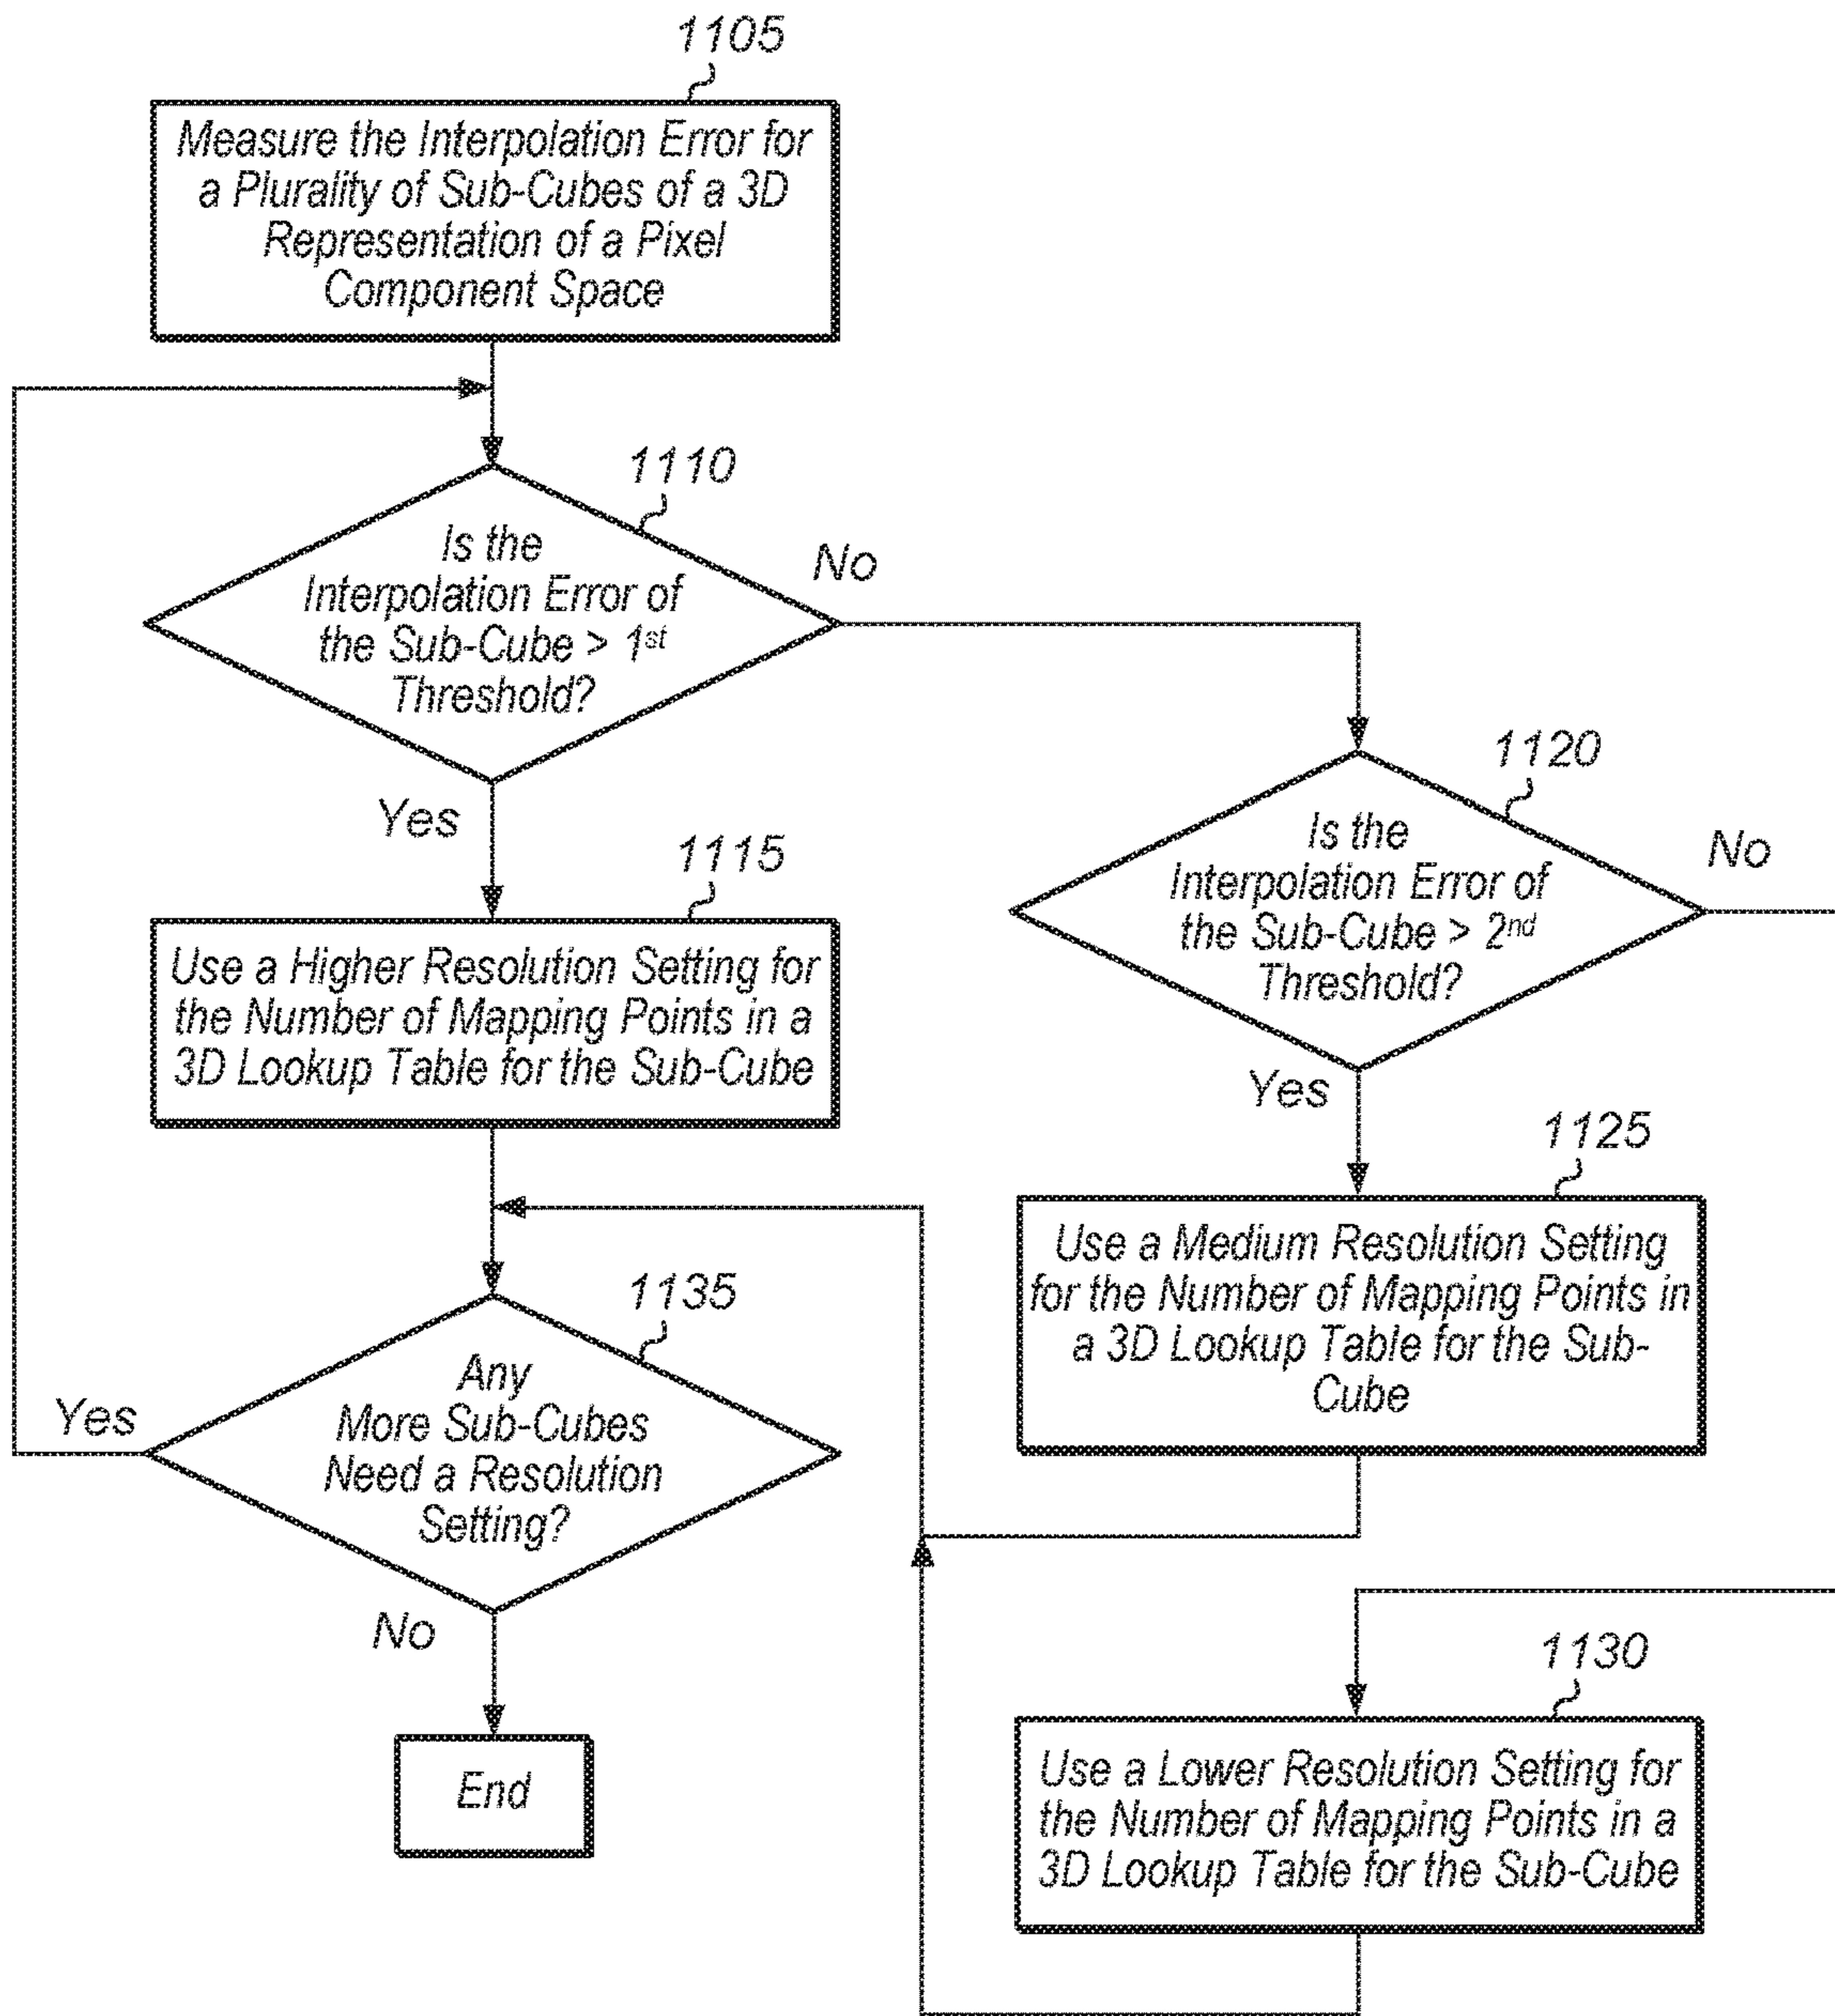 1105
Measure the Interpolation Error for
a Plurality of Sub-Cubes of a 3D
Representation of a Pixel
Component Space
1110
Is the
Interpolation Error of
the Sub-Cube > 1st
Threshold?
No
Yes
1115
Use a Higher Resolution Setting for
the Number of Mapping Points in a
3D Lookup Table for the Sub-Cube
1120
Is the
Interpolation Error of
the Sub-Cube > 2nd
Threshold?
No
Yes
1125
Use a Medium Resolution Setting
for the Number of Mapping Points in
a 3D Lookup Table for the Sub-
Cube
1135
Any
More Sub-Cubes
Need a Resolution
Setting?
Yes
No
End
1130
Use a Lower Resolution Setting for
the Number of Mapping Points in a
3D Lookup Table for the Sub-Cube